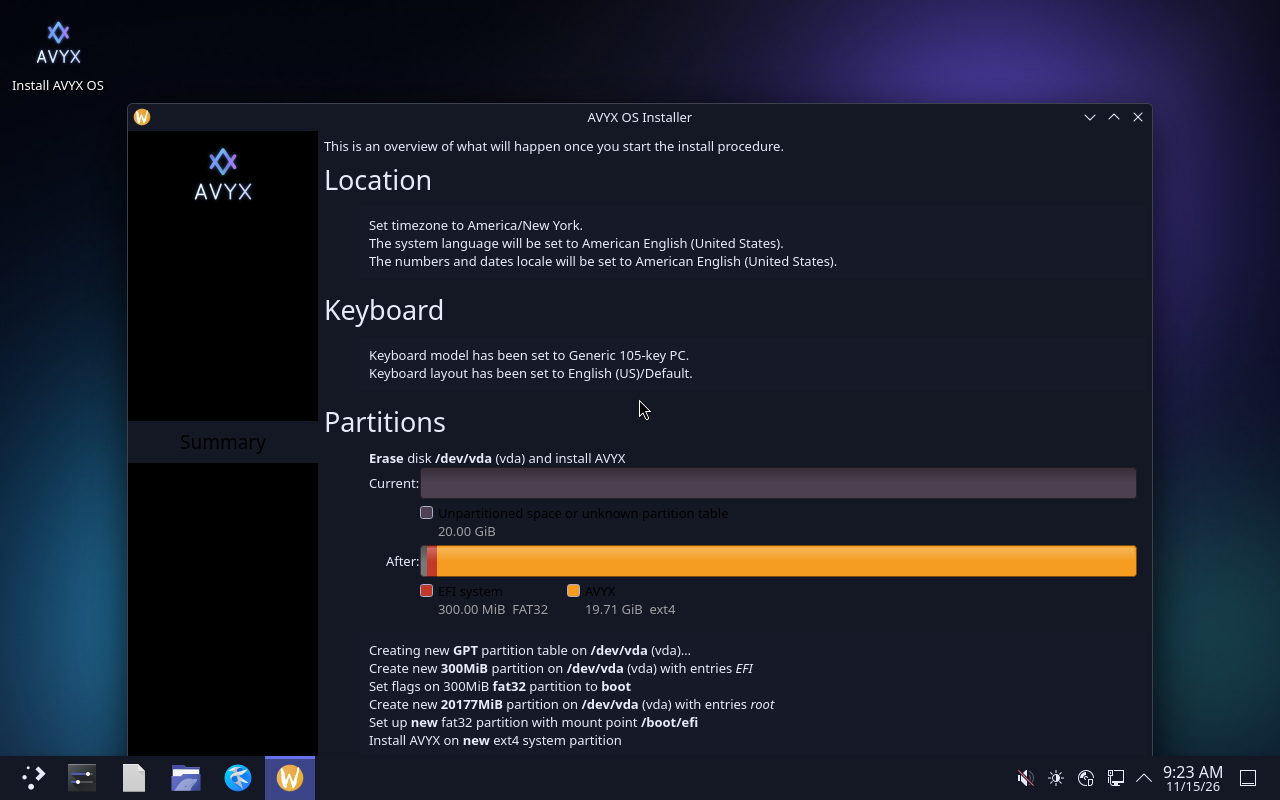 AVYX
Install AVYX OS
AVYX OS Installer
AVYX
Summary
This is an overview of what will happen once you start the install procedure.
Location
Set timezone to America/New York.
The system language will be set to American English (United States).
The numbers and dates locale will be set to American English (United States).
Keyboard
Keyboard model has been set to Generic 105-key PC.
Keyboard layout has been set to English (US)/Default.
Partitions
Erase disk /dev/vda (vda) and install AVYX
Current:
Unpartitioned space or unknown partition table
20.00 GiB
After:
EFI system AVYX
300.00 MiB FAT32 19.71 GiB ext4
Creating new GPT partition table on /dev/vda (vda)…
Create new 300MiB partition on /dev/vda (vda) with entries EFI
Set flags on 300MiB fat32 partition to boot
Create new 20177MiB partition on /dev/vda (vda) with entries root
Set up new fat32 partition with mount point /boot/efi
Install AVYX on new ext4 system partition
9:23 AM
11/15/26